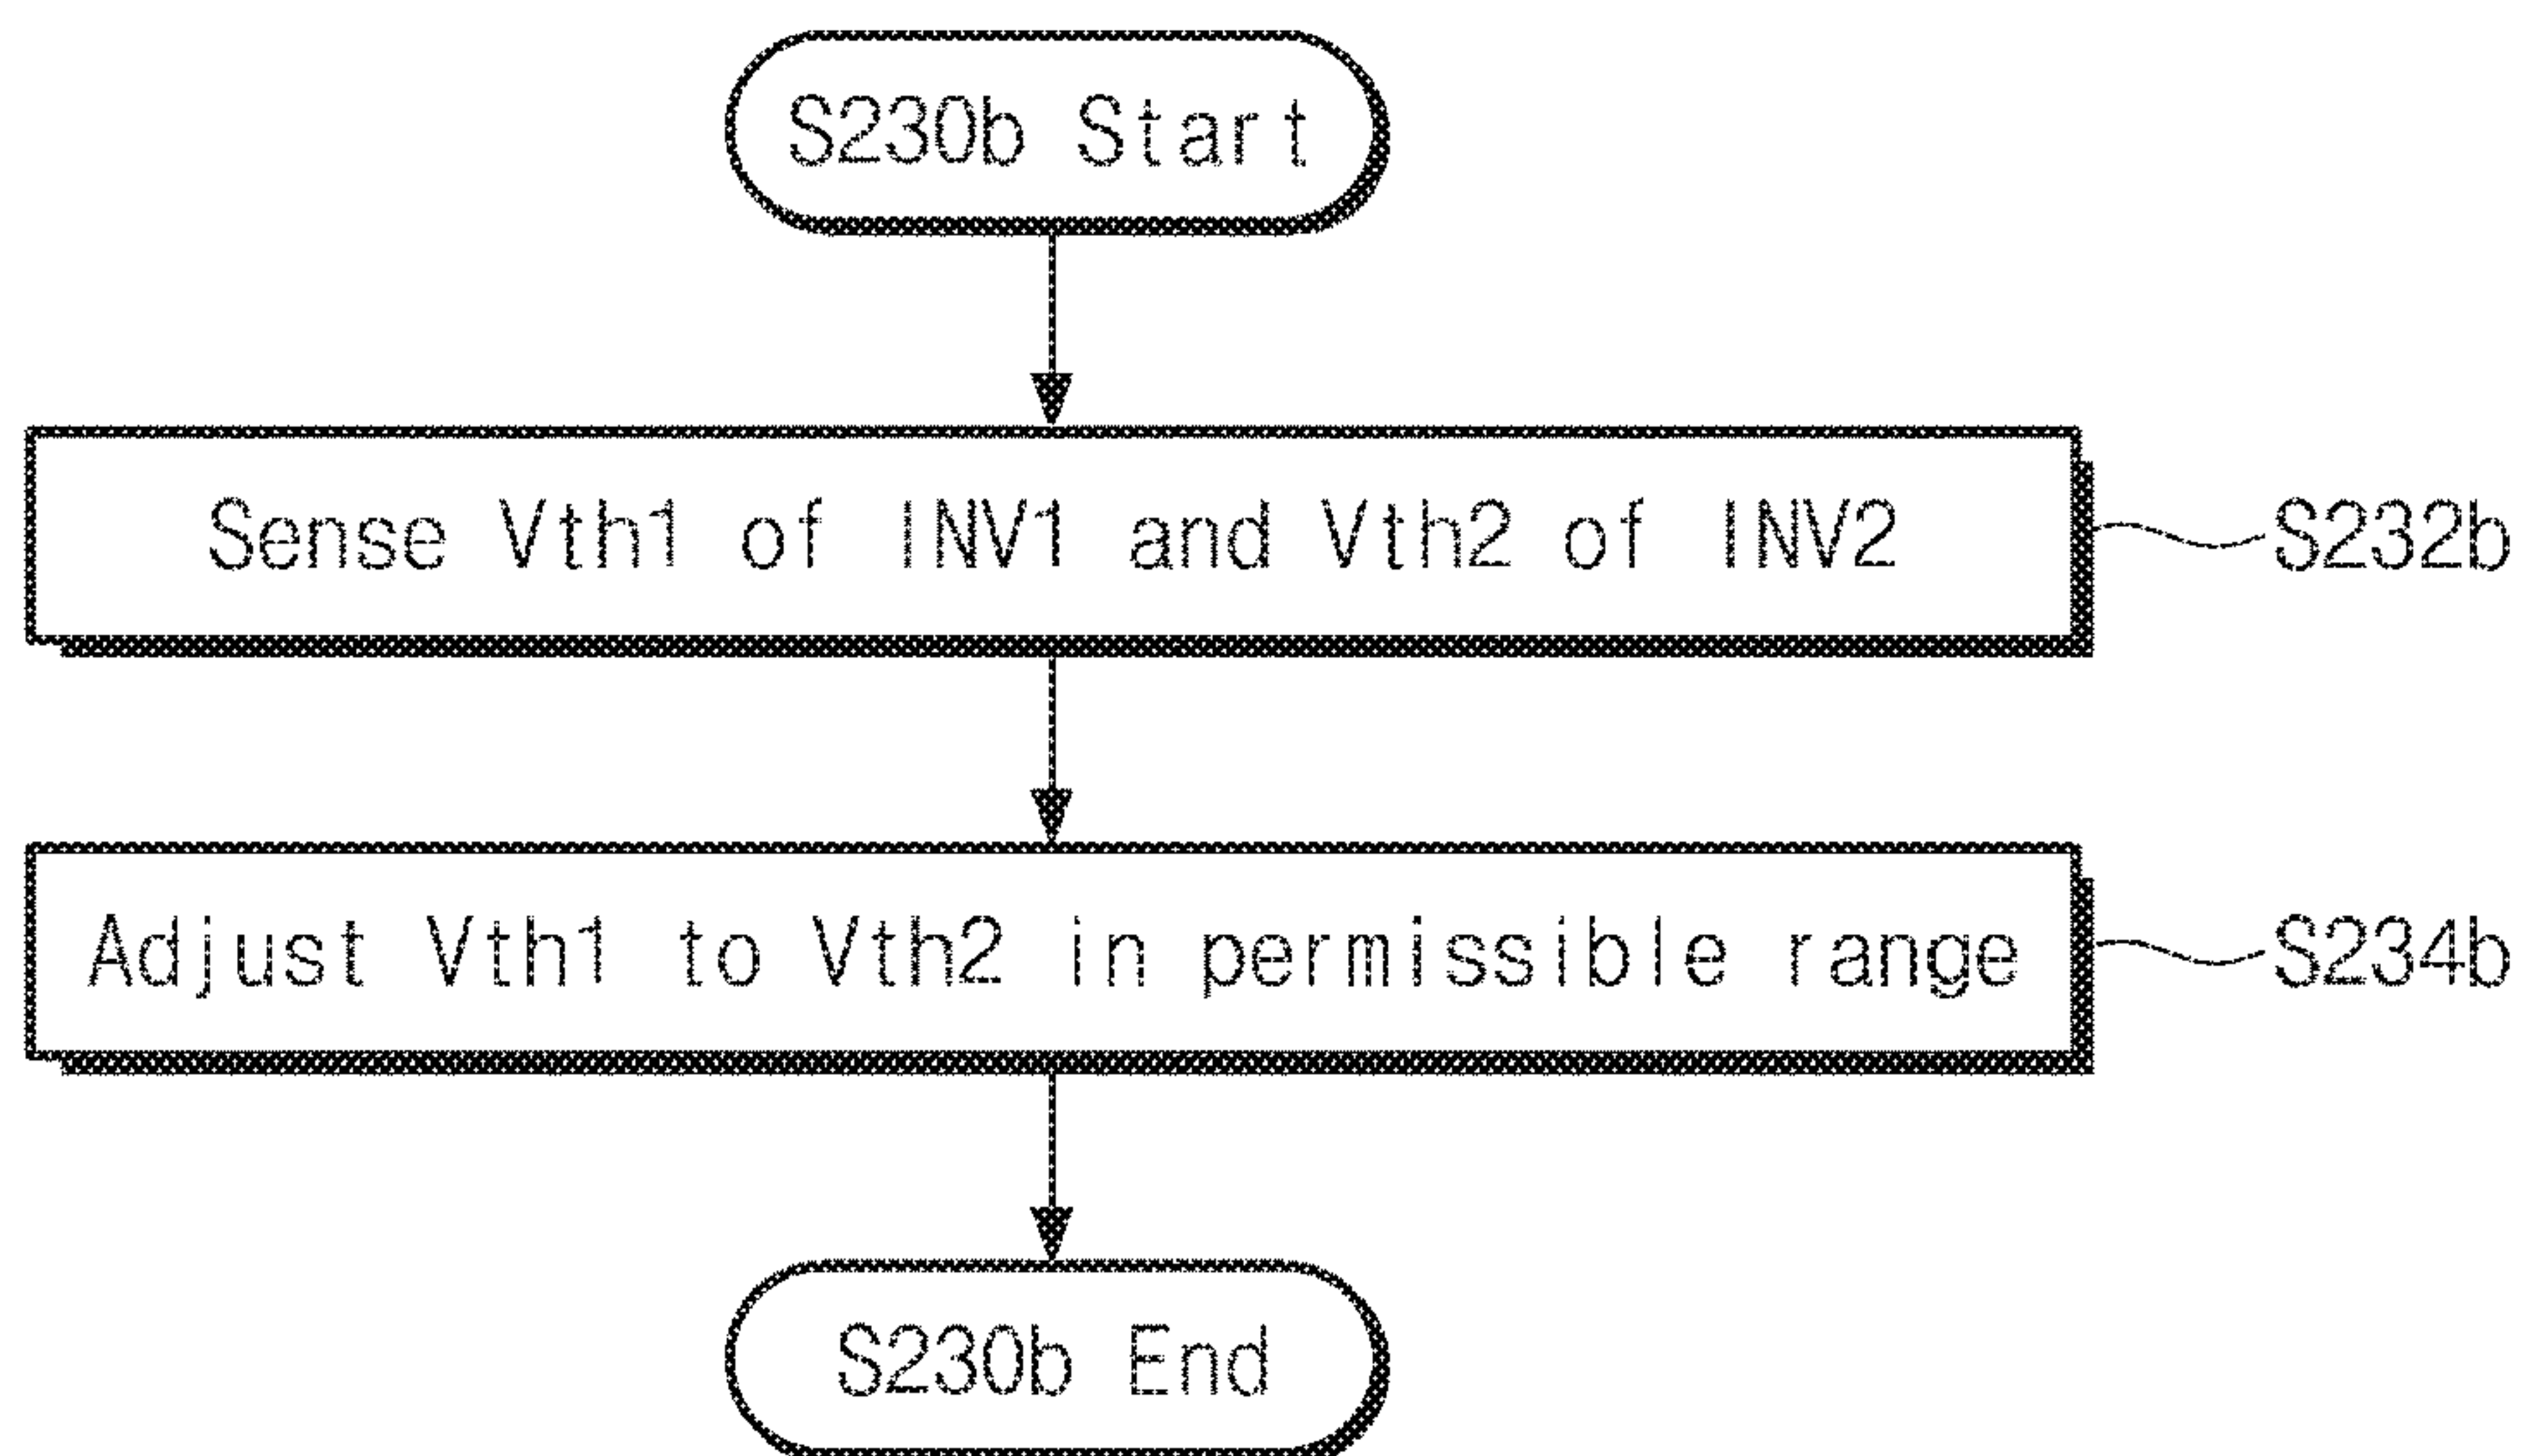 S230b Start
Sense Vth1 of INV1 and Vth2 of INV2
S232b
Adjust Vth1 to Vth2 in permissible range
S234b
S230b End